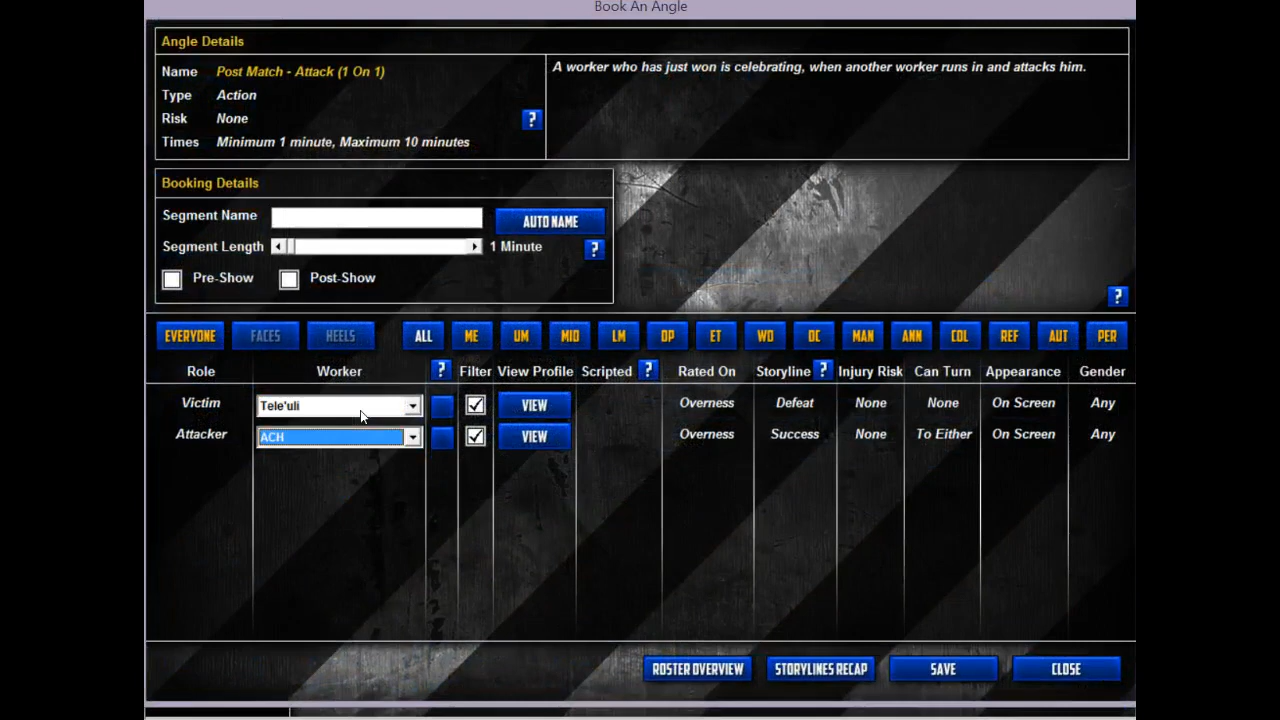 Book An Angle
Angle Details
Name Post Match - Attack (1 On 1)
Type Action
Risk None
?
Times Minimum 1 minute, Maximum 10 minutes
A worker who has just won is celebrating, when another worker runs in and attacks him.
Booking Details
Segment Name AUTO NAME
Segment Length 1 Minute ?
Pre-Show Post-Show
?
EVERYONE FACES HEELS ALL ME UM MID LM OP ET WO OC MAN ANN COL REF AUT PER
Role Worker ? Filter View Profile Scripted ? Rated On Storyline ? Injury Risk Can Turn Appearance Gender
Victim Tele'uli VIEW Overness Defeat None None On Screen Any
Attacker ACH VIEW Overness Success None To Either On Screen Any
ROSTER OVERVIEW STORYLINES RECAP SAVE CLOSE